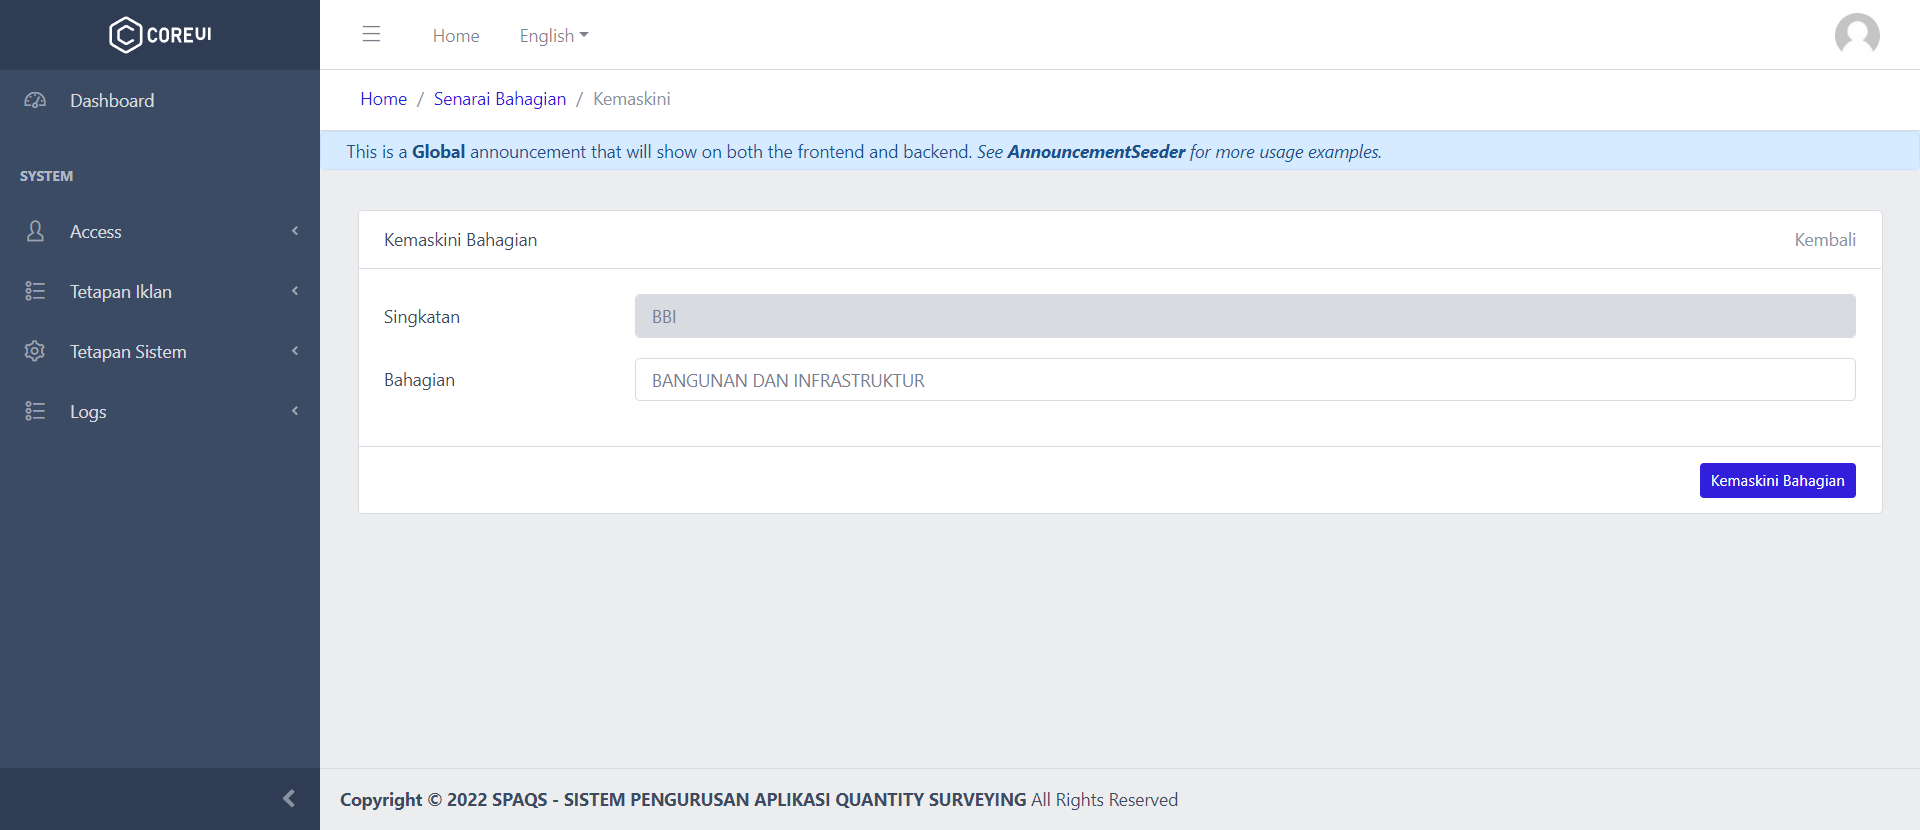 COREUI
Home
English
Dashboard
SYSTEM
Access
Tetapan Iklan
Tetapan Sistem
Logs
Home / Senarai Bahagian / Kemaskini
This is a Global announcement that will show on both the frontend and backend. See AnnouncementSeeder for more usage examples.
Kemaskini Bahagian
Kembali
Singkatan
BBI
Bahagian
BANGUNAN DAN INFRASTRUKTUR
Kemaskini Bahagian
Copyright © 2022 SPAQS - SISTEM PENGURUSAN APLIKASI QUANTITY SURVEYING All Rights Reserved